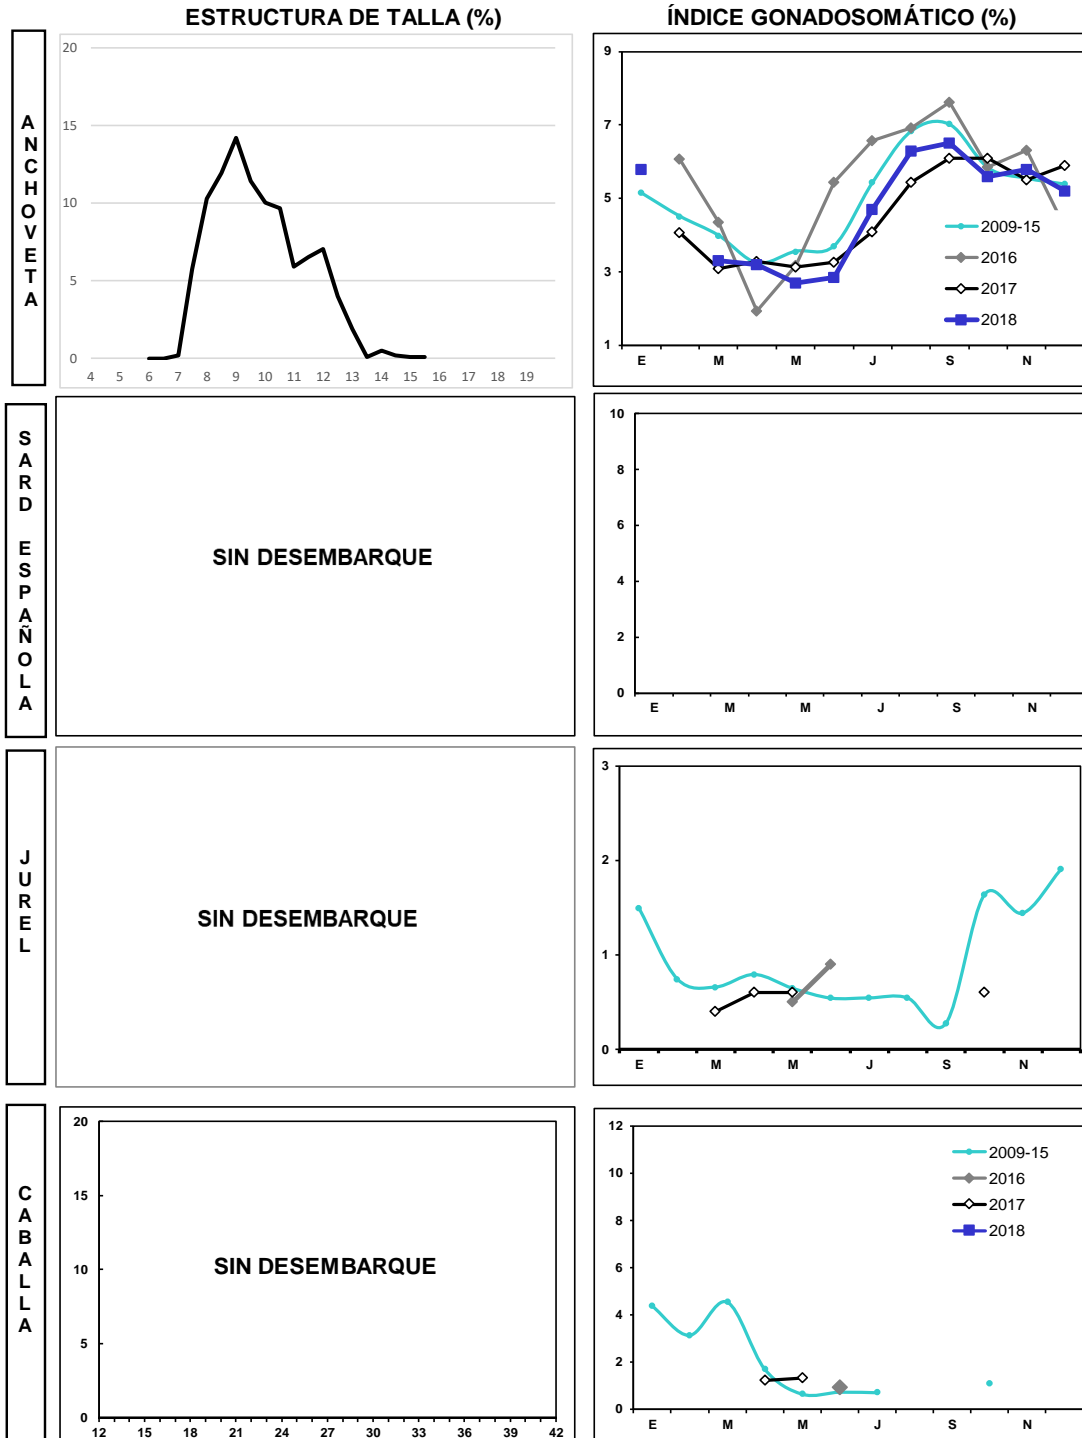 ESTRUCTURA DE TALLA (%)
ÍNDICE GONADOSOMÁTICO (%)
ANCHOVETA
20
15
10
5
0
4 5 6 7 8 9 10 11 12 13 14 15 16 17 18 19
9
7
5
3
1
E M M J S N
2009-15
2016
2017
2018
SARD ESPAÑOLA
SIN DESEMBARQUE
10
8
6
4
2
0
E M M J S N
JUREL
SIN DESEMBARQUE
3
2
1
0
E M M J S N
CABALLA
20
15
10
5
0
SIN DESEMBARQUE
12 15 18 21 24 27 30 33 36 39 42
12
10
8
6
4
2
0
2009-15
2016
2017
2018
E M M J S N